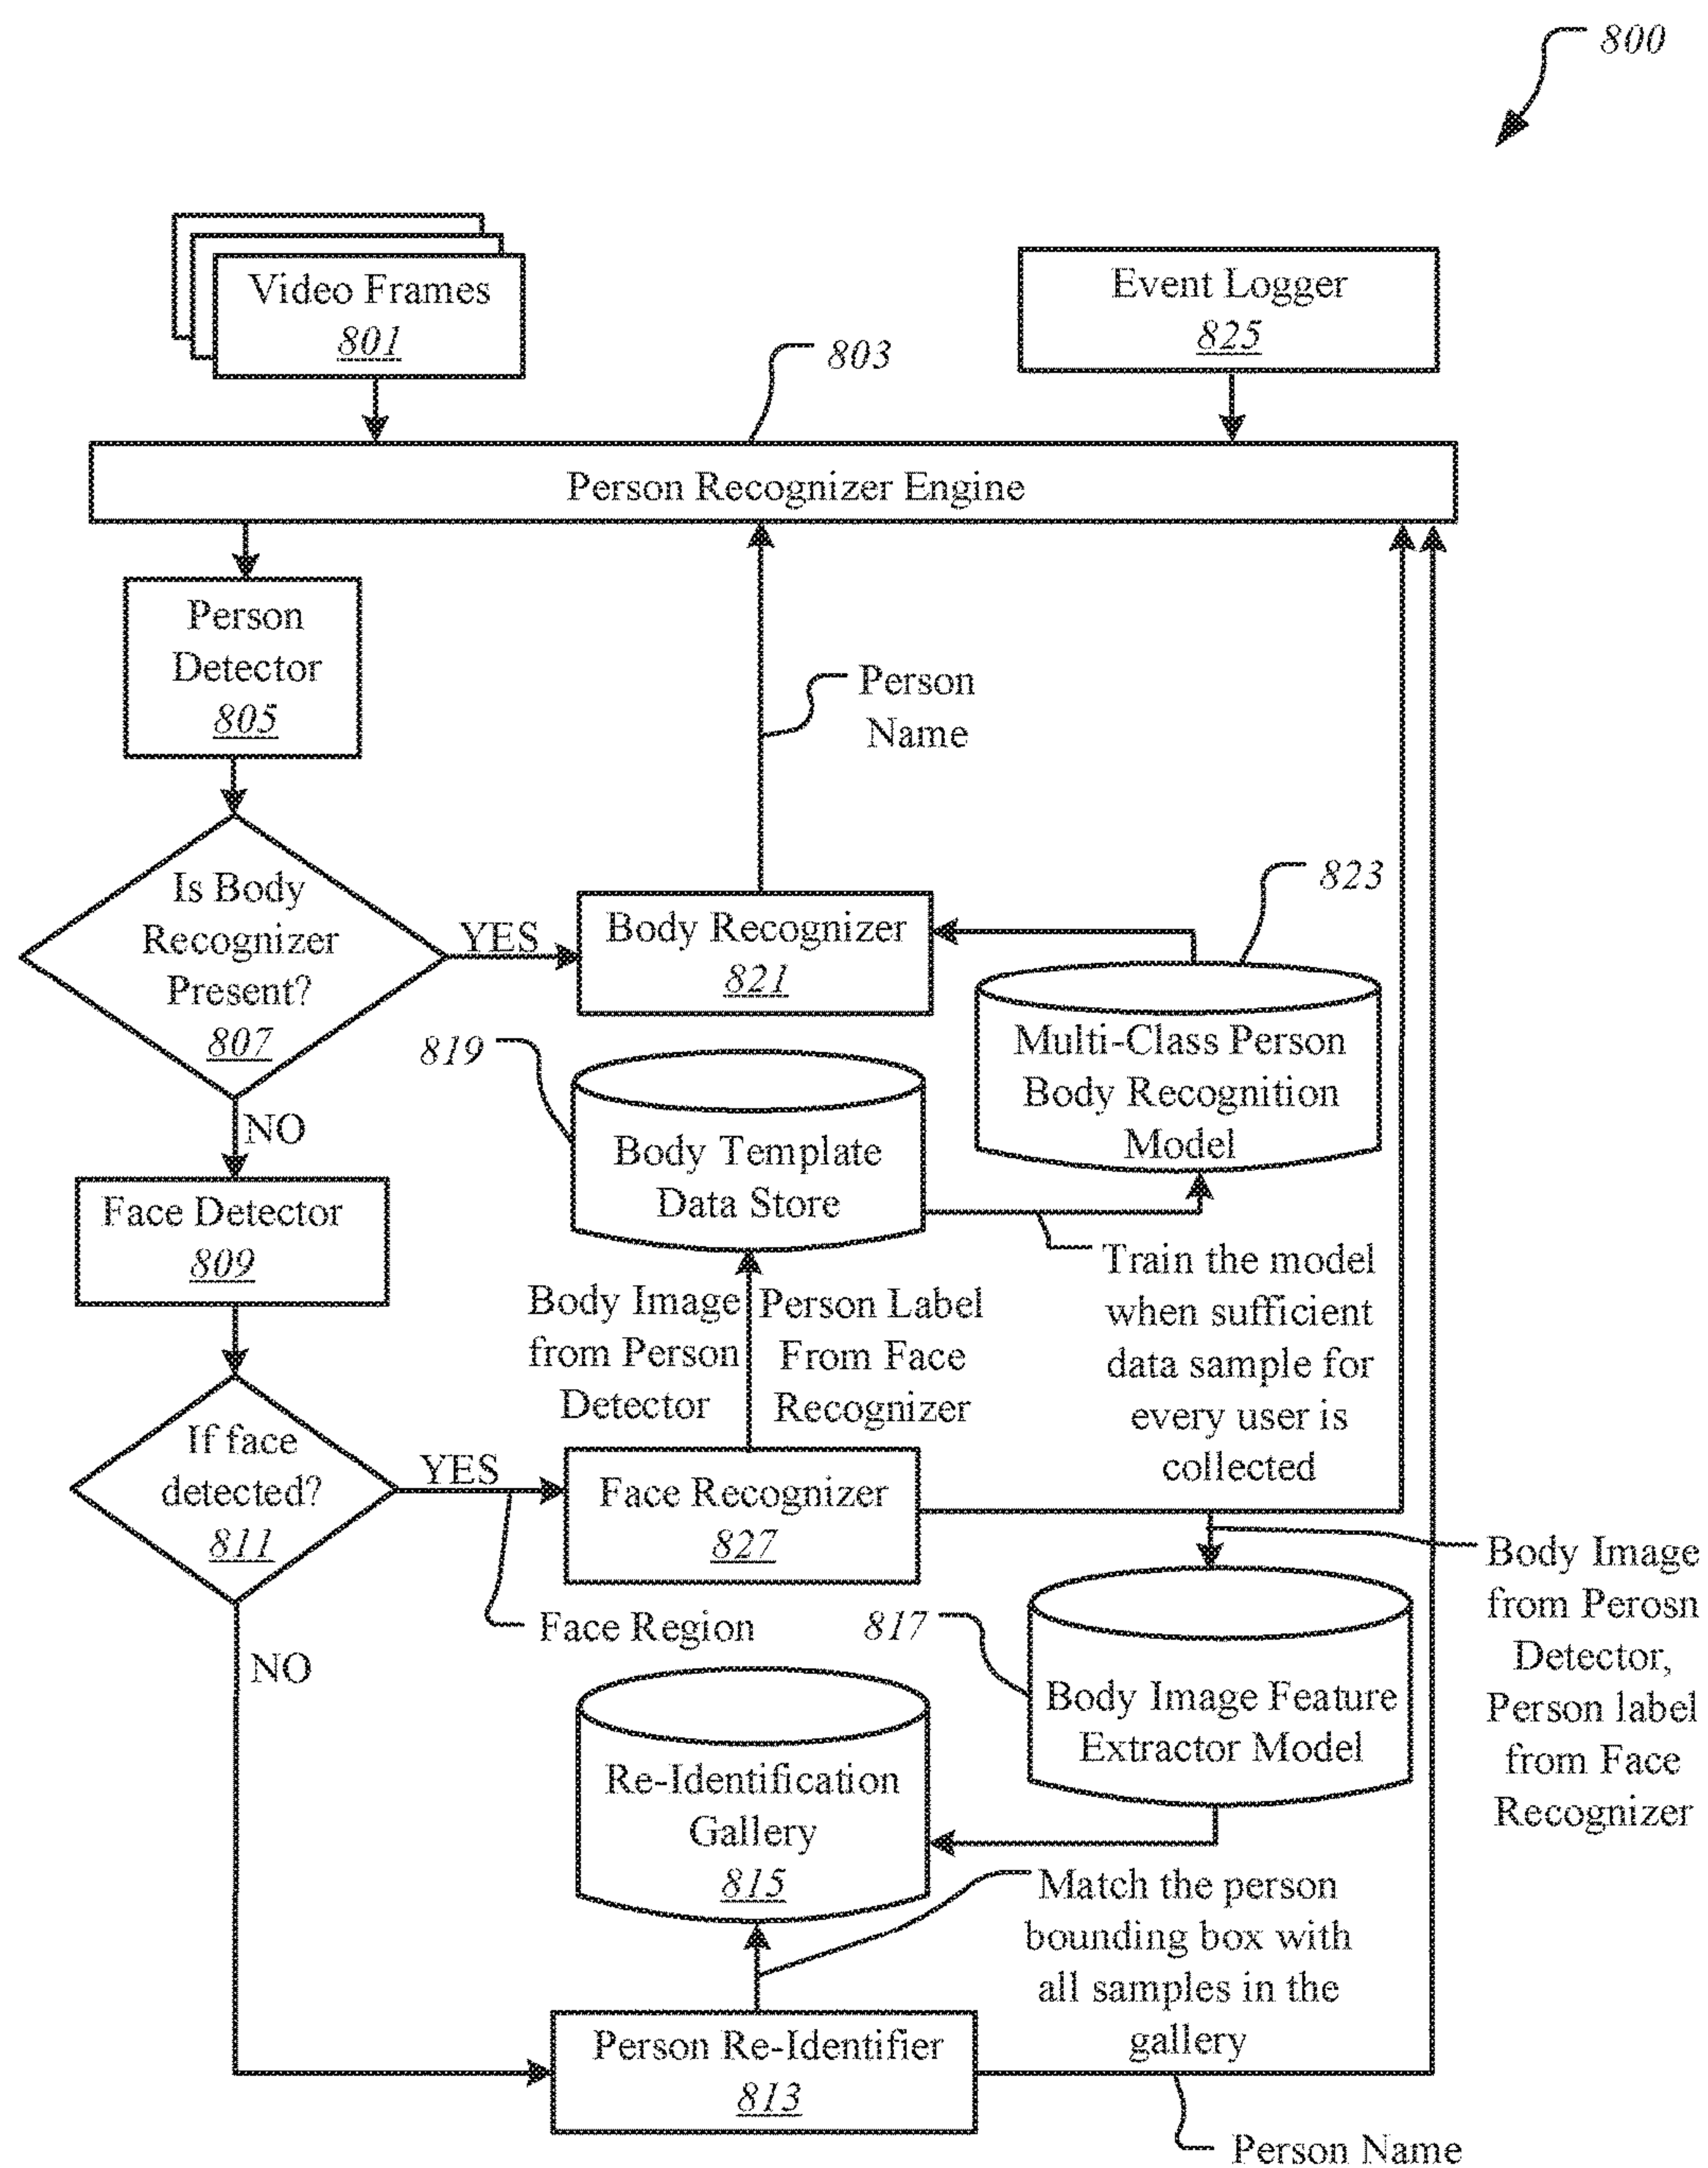 800
Video Frames
801
Event Logger
825
803
Person Recognizer Engine
Person
Detector
805
Person
Name
Is Body
Recognizer
Present?
807
YES
Body Recognizer
821
823
Multi-Class Person
Body Recognition
Model
819
Body Template
Data Store
NO
Face Detector
809
Train the model
when sufficient
data sample for
every user is
collected
Body Image
from Person
Detector
Person Label
From Face
Recognizer
If face
detected?
811
YES
Face Recognizer
827
Face Region
Body Image
from Perosn
Detector,
Person label
from Face
Recognizer
817
Body Image Feature
Extractor Model
NO
Re-Identification
Gallery
815
Match the person
bounding box with
all samples in the
gallery
Person Re-Identifier
813
Person Name